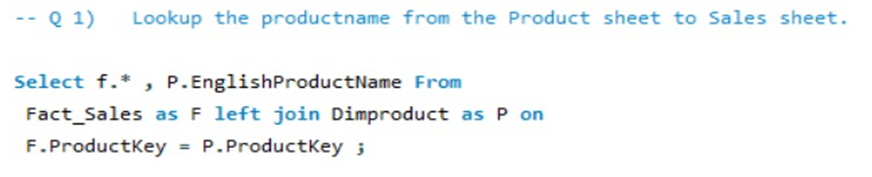 -- Q 1)   Lookup the productname from the Product sheet to Sales sheet.
Select f.* , P.EnglishProductName From
Fact_Sales as F left join Dimproduct as P on
F.ProductKey = P.ProductKey ;